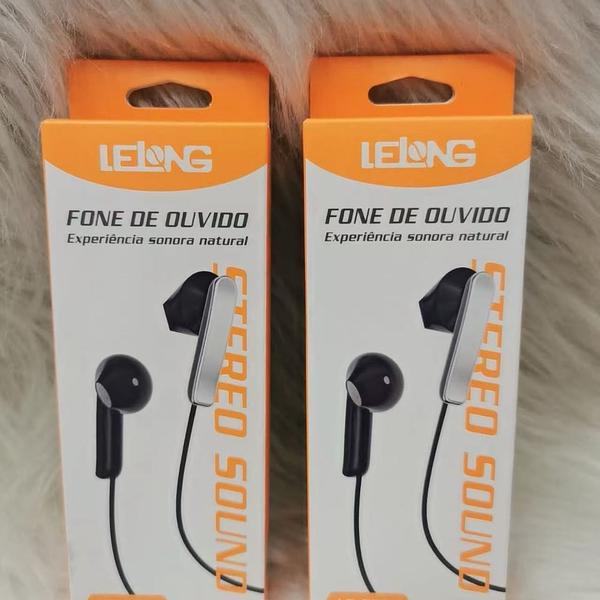 LELONG
FONE DE OUVIDO
Experiência sonora natural
STEREO SOUND
LELONG
FONE DE OUVIDO
Experiência sonora natural
STEREO SOUND